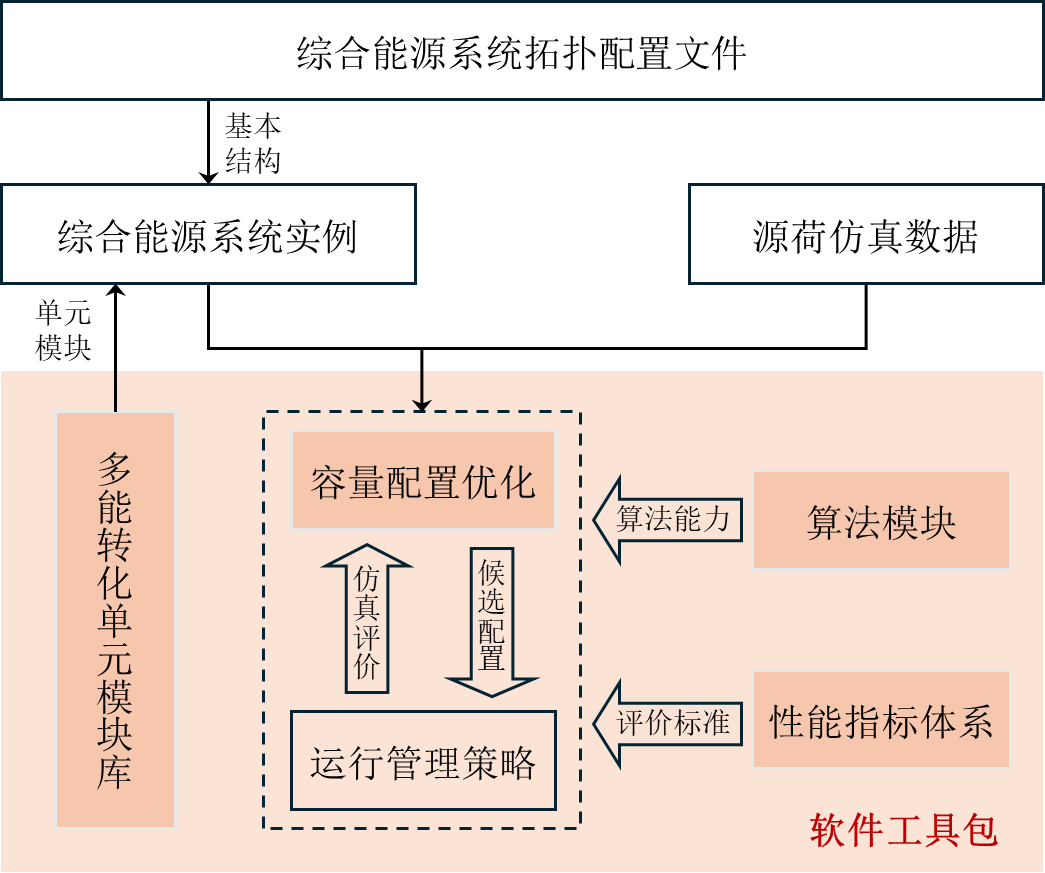 综合能源系统拓扑配置文件
基本
结构
综合能源系统实例
源荷仿真数据
单元
模块
多能转化单元模块库
容量配置优化
算法能力
算法模块
仿真评价
候选配置
评价标准
性能指标体系
运行管理策略
软件工具包